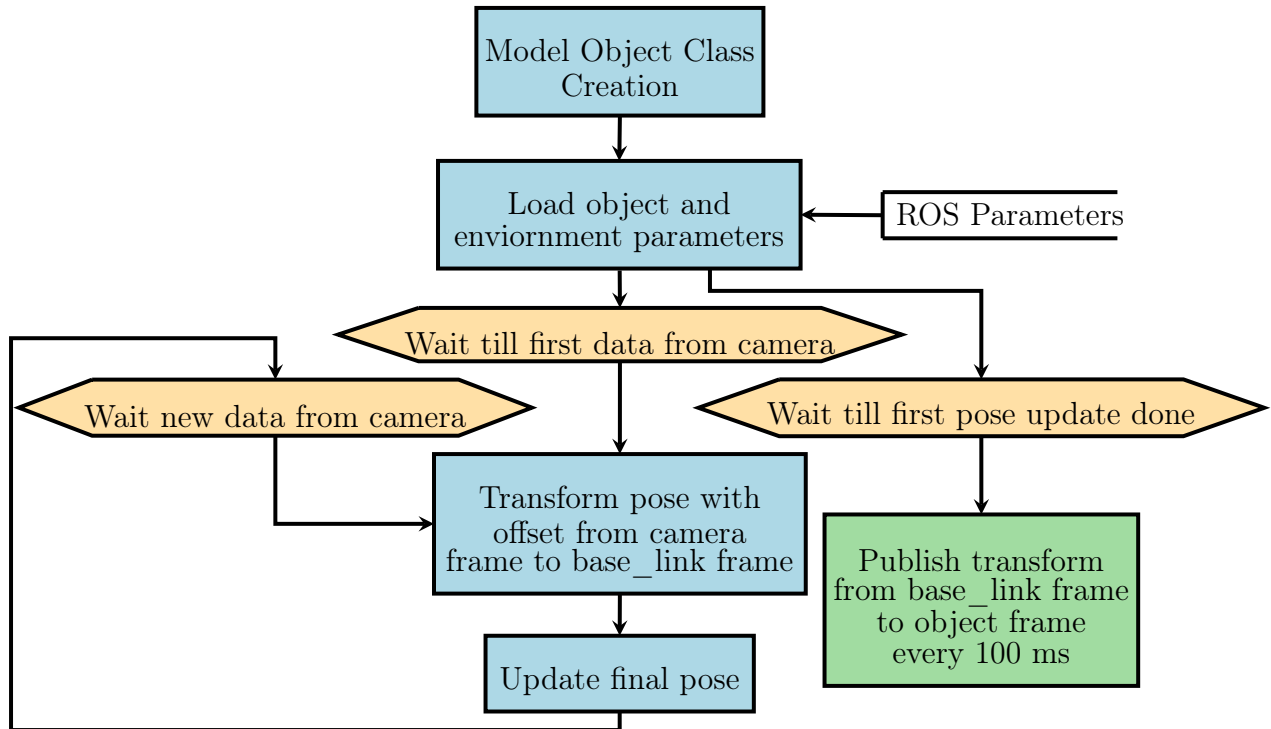 Model Object Class
Creation
Load object and
enviornment parameters
ROS Parameters
Wait till first data from camera
Wait new data from camera
Wait till first pose update done
Transform pose with
offset from camera
frame to base_link frame
Publish transform
from base_link frame
to object frame
every 100 ms
Update final pose